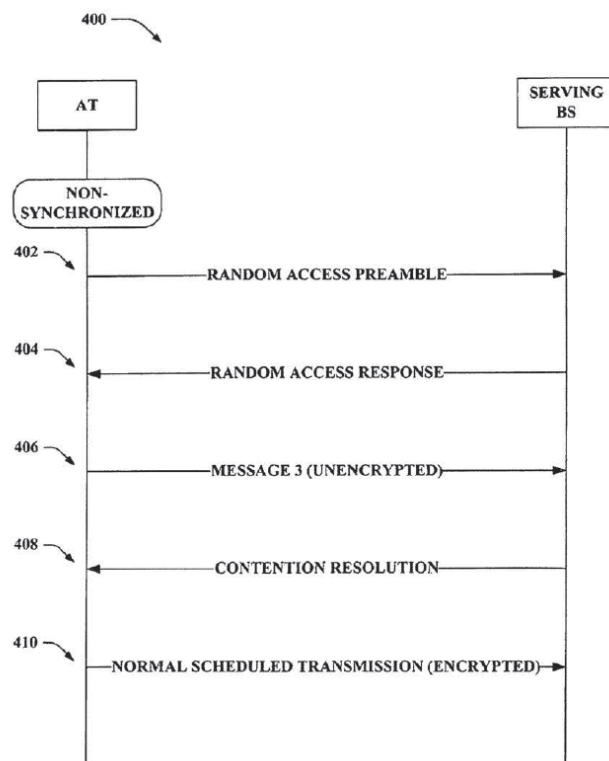 400
AT
SERVING
BS
NON-
SYNCHRONIZED
402
RANDOM ACCESS PREAMBLE
404
RANDOM ACCESS RESPONSE
406
MESSAGE 3 (UNENCRYPTED)
408
CONTENTION RESOLUTION
410
NORMAL SCHEDULED TRANSMISSION (ENCRYPTED)